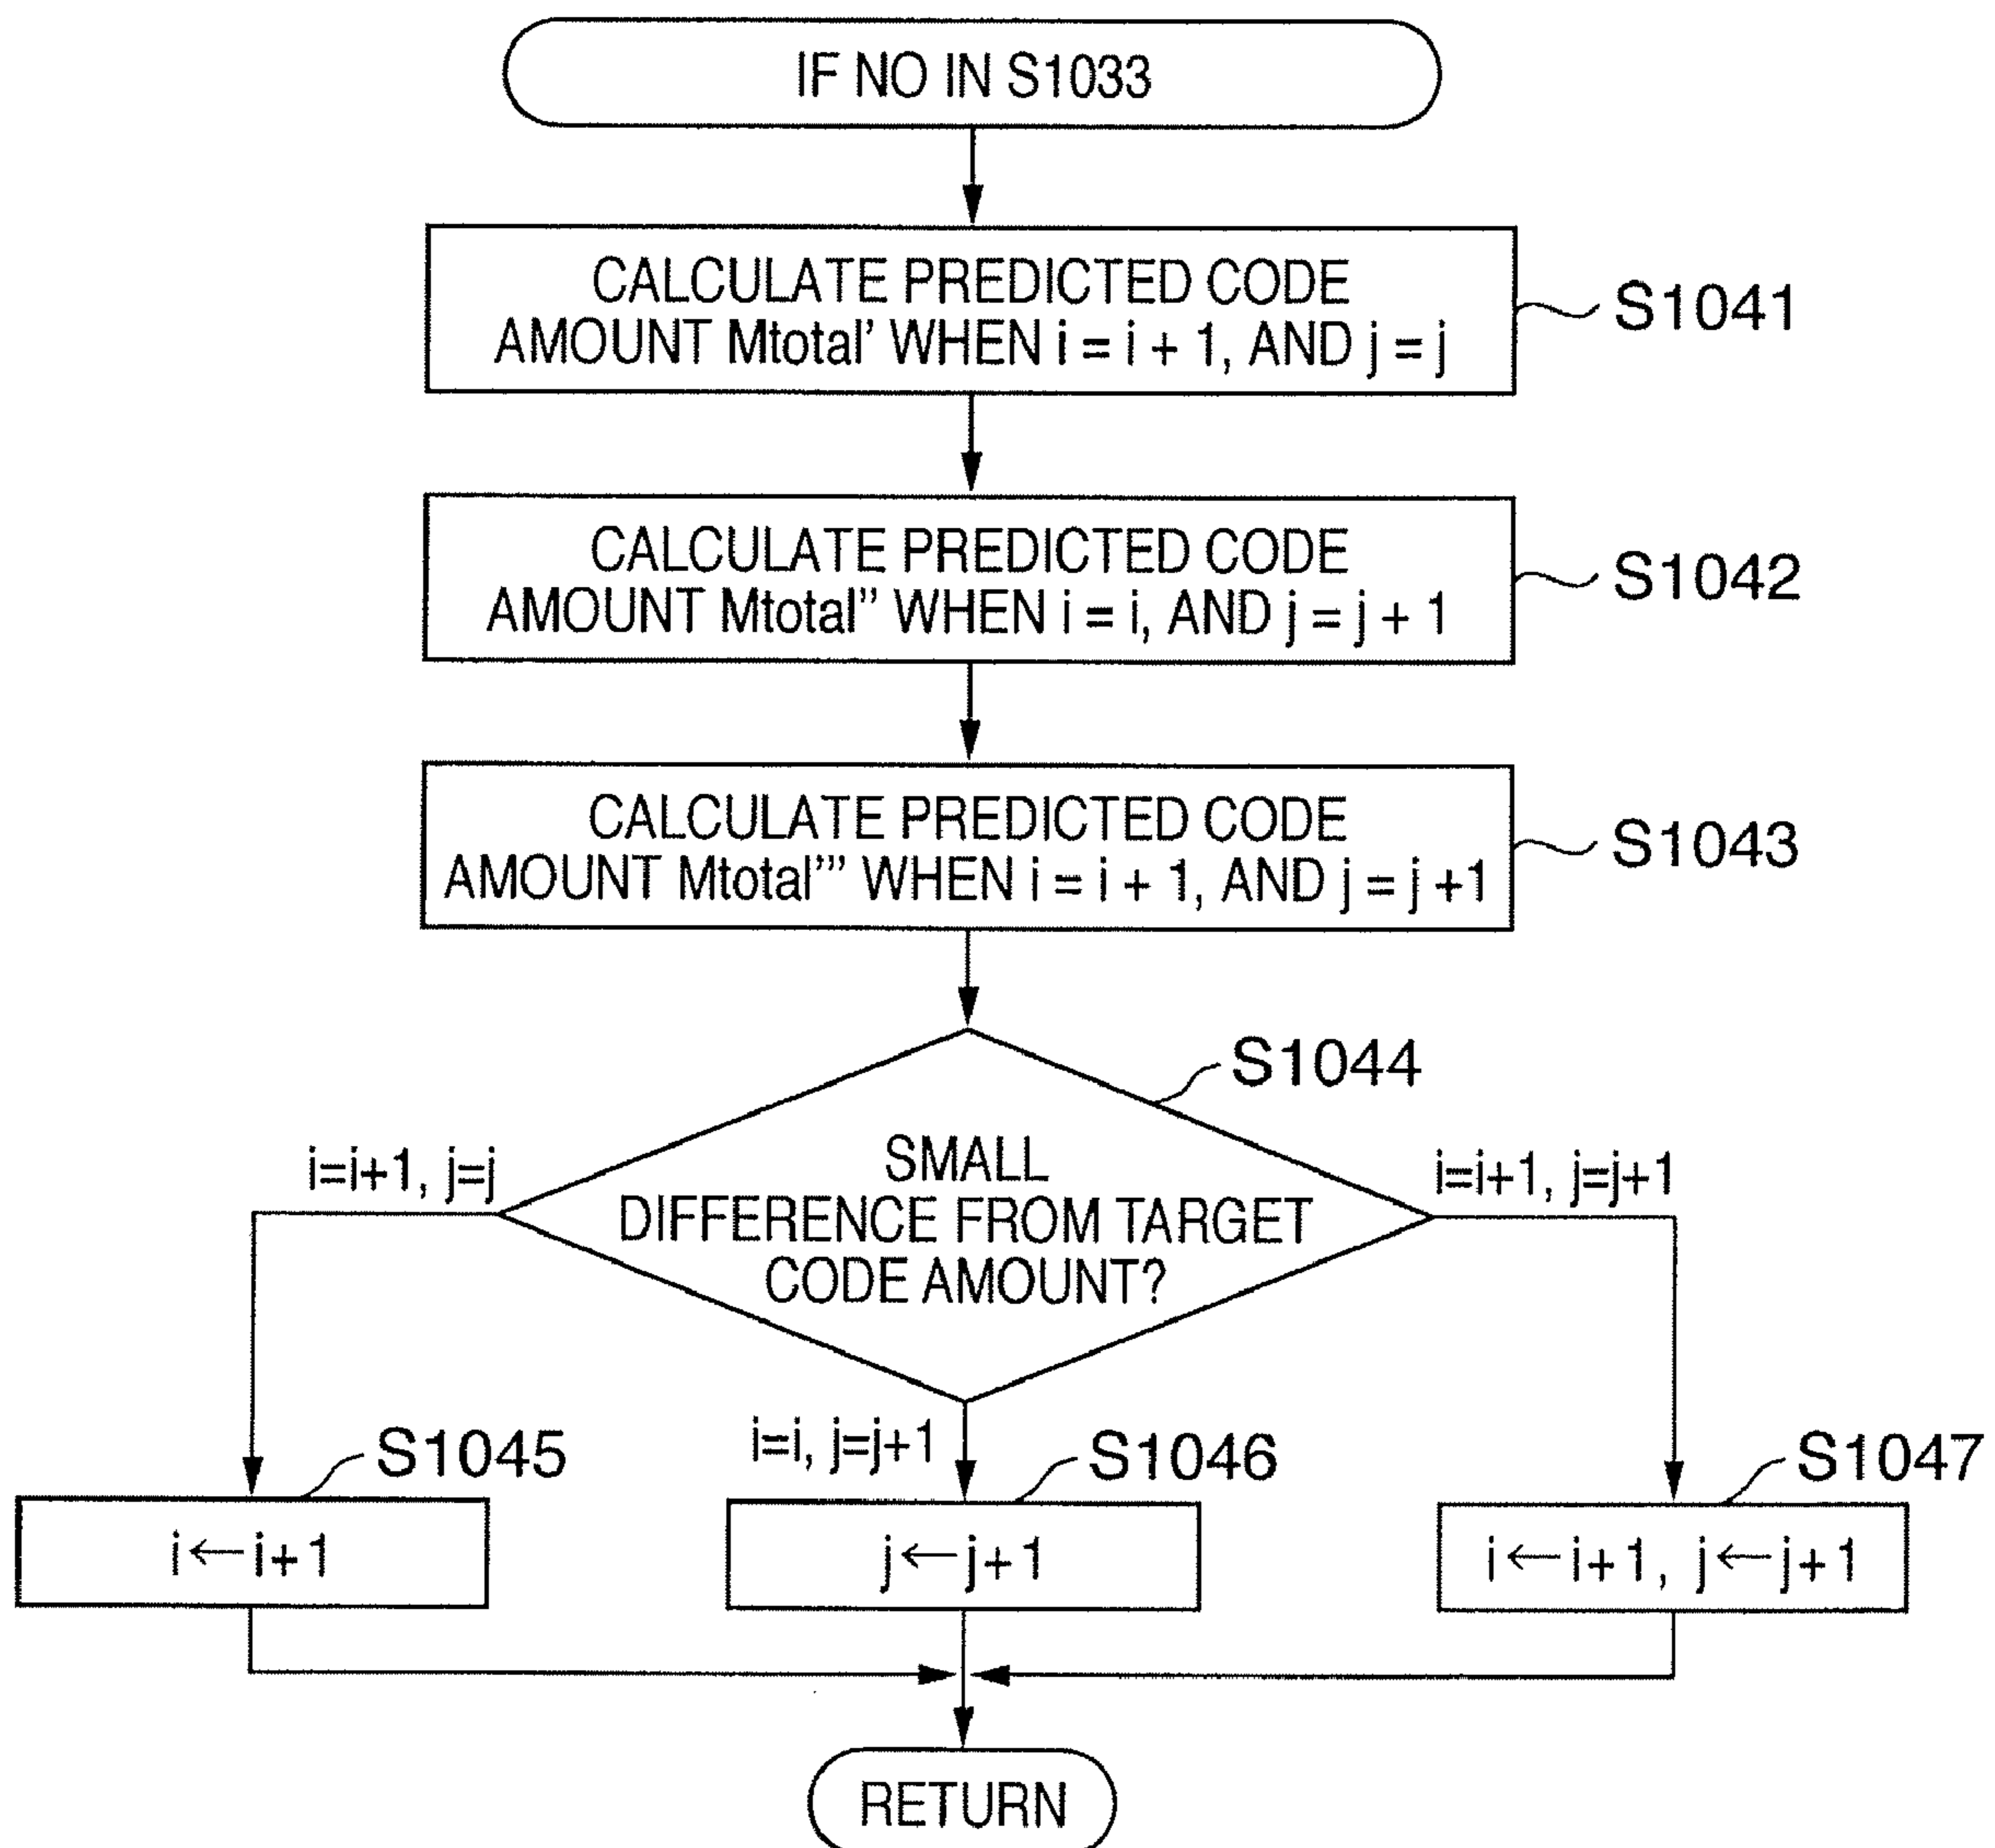 IF NO IN S1033
CALCULATE PREDICTED CODE
AMOUNT Mtotal' WHEN i = i + 1, AND j = j
S1041
CALCULATE PREDICTED CODE
AMOUNT Mtotal" WHEN i = i, AND j = j + 1
S1042
CALCULATE PREDICTED CODE
AMOUNT Mtotal"' WHEN i = i + 1, AND j = j +1
S1043
S1044
SMALL
DIFFERENCE FROM TARGET
CODE AMOUNT?
i=i+1, j=j
i=i+1, j=j+1
i=i, j=j+1
S1045
S1046
S1047
i←i+1
j←j+1
i←i+1, j←j+1
RETURN